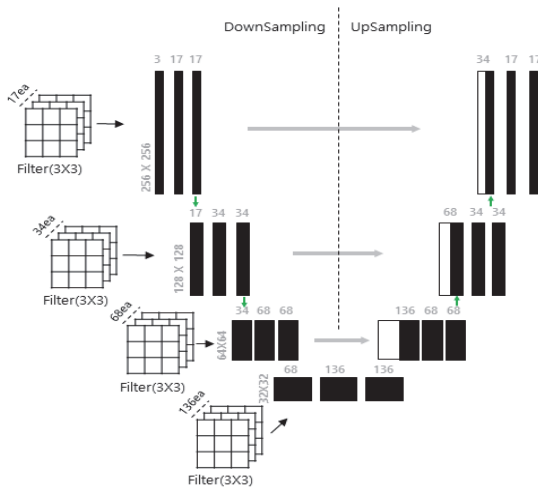 DownSampling UpSampling
3 17 17
34 17 17
17ea
Filter(3X3)
256 X 256
17 34 34
68 34 34
34ea
Filter(3X3)
128 X 128
34 68 68
136 68 68
68ea
Filter(3X3)
64X64
68 136 136
32X32
136ea
Filter(3X3)